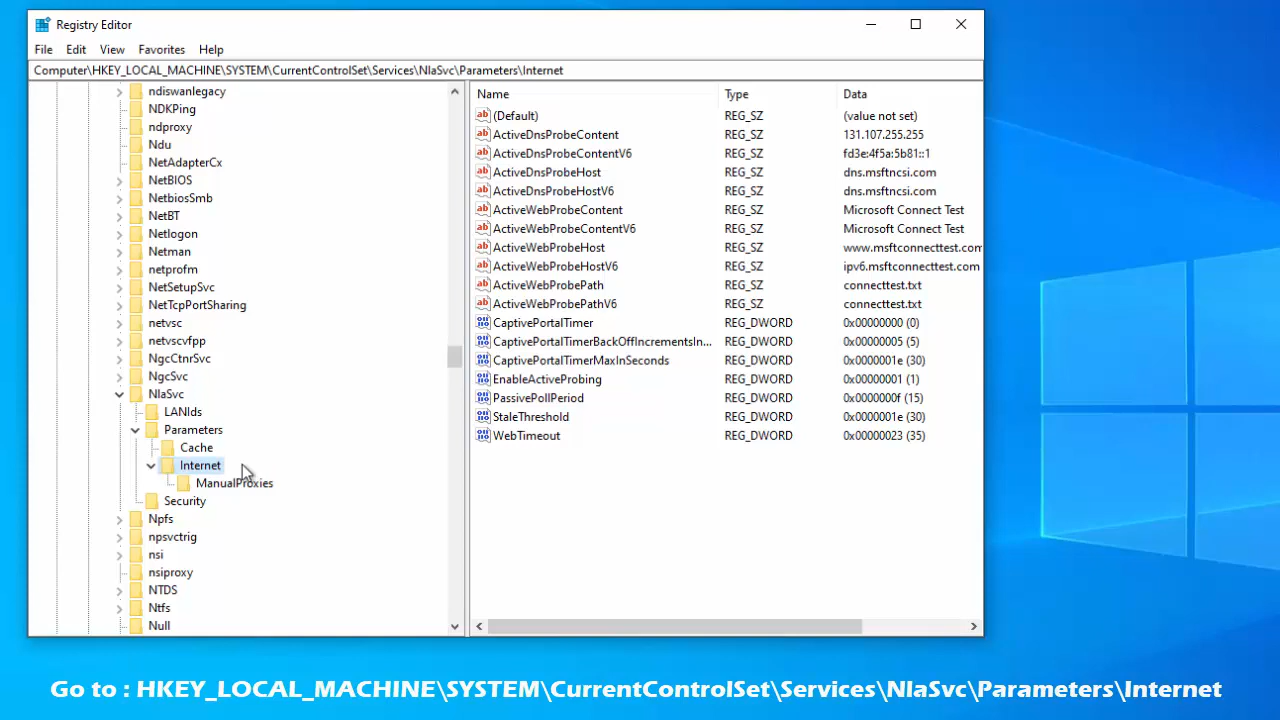 Registry Editor
File Edit View Favorites Help
Computer\HKEY_LOCAL_MACHINE\SYSTEM\CurrentControlSet\Services\NlaSvc\Parameters\Internet
ndiswanlegacy
NDKPing
ndproxy
Ndu
NetAdapterCx
NetBIOS
NetbiosSmb
NetBT
Netlogon
Netman
netprofm
NetSetupSvc
NetTcpPortSharing
netvsc
netvscvfpp
NgcCtnrSvc
NgcSvc
NlaSvc
LANIds
Parameters
Cache
Internet
ManualProxies
Security
Npfs
npsvctrig
nsi
nsiproxy
NTDS
Ntfs
Null
Name Type Data
(Default) REG_SZ (value not set)
ActiveDnsProbeContent REG_SZ 131.107.255.255
ActiveDnsProbeContentV6 REG_SZ fd3e:4f5a:5b81::1
ActiveDnsProbeHost REG_SZ dns.msftncsi.com
ActiveDnsProbeHostV6 REG_SZ dns.msftncsi.com
ActiveWebProbeContent REG_SZ Microsoft Connect Test
ActiveWebProbeContentV6 REG_SZ Microsoft Connect Test
ActiveWebProbeHost REG_SZ www.msftconnecttest.com
ActiveWebProbeHostV6 REG_SZ ipv6.msftconnecttest.com
ActiveWebProbePath REG_SZ connecttest.txt
ActiveWebProbePathV6 REG_SZ connecttest.txt
CaptivePortalTimer REG_DWORD 0x00000000 (0)
CaptivePortalTimerBackOffIncrementsIn... REG_DWORD 0x00000005 (5)
CaptivePortalTimerMaxInSeconds REG_DWORD 0x0000001e (30)
EnableActiveProbing REG_DWORD 0x00000001 (1)
PassivePollPeriod REG_DWORD 0x0000000f (15)
StaleThreshold REG_DWORD 0x0000001e (30)
WebTimeout REG_DWORD 0x00000023 (35)
Go to : HKEY_LOCAL_MACHINE\SYSTEM\CurrentControlSet\Services\NlaSvc\Parameters\Internet